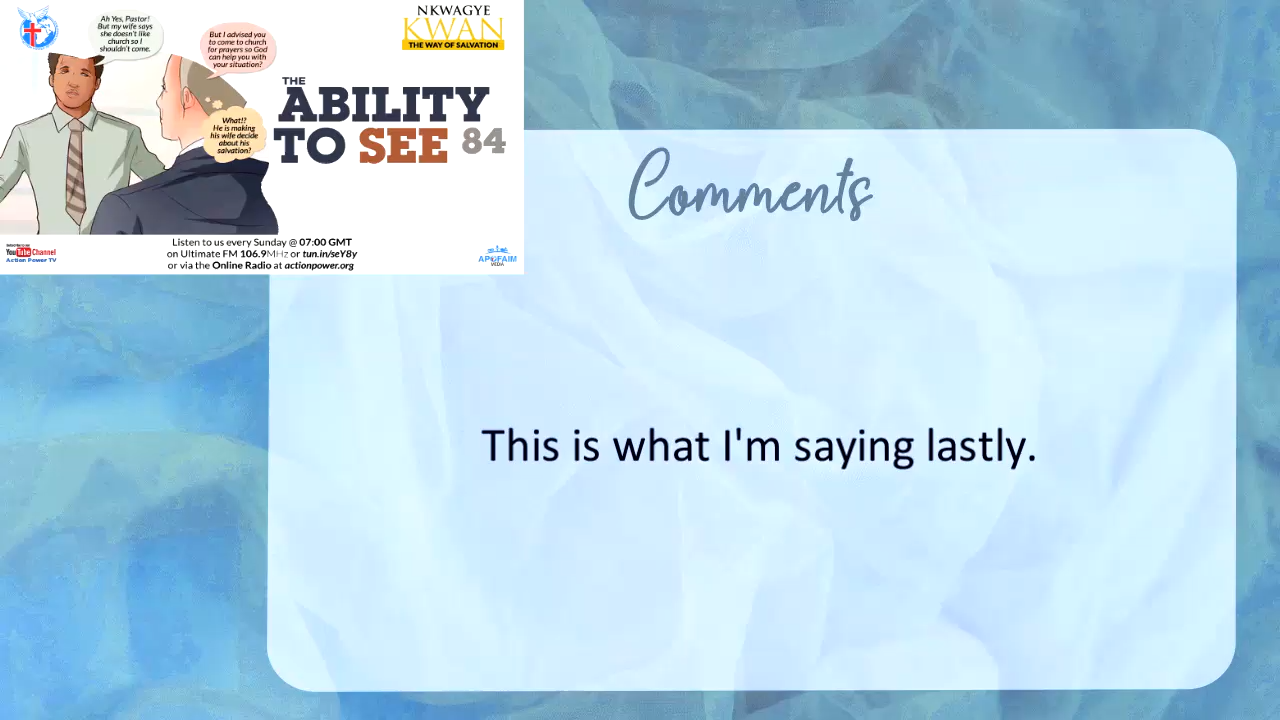 Ah Yes, Pastor!
But my wife says
she doesn't like
church so I
shouldn't come.
But I advised you
to come to church
for prayers so God
can help you with
your situation?
What!?
He is making
his wife decide
about his
salvation?
NKWAGYE
KWAN
THE WAY OF SALVATION
THE
ABILITY
TO SEE 84
Listen to us every Sunday @ 07:00 GMT
on Ultimate FM 106.9MHz or tun.in/seY8y
or via the Online Radio at actionpower.org
YouTube Channel
Action Power TV
APOFAIM
MEDIA
Comments
This is what I'm saying lastly.